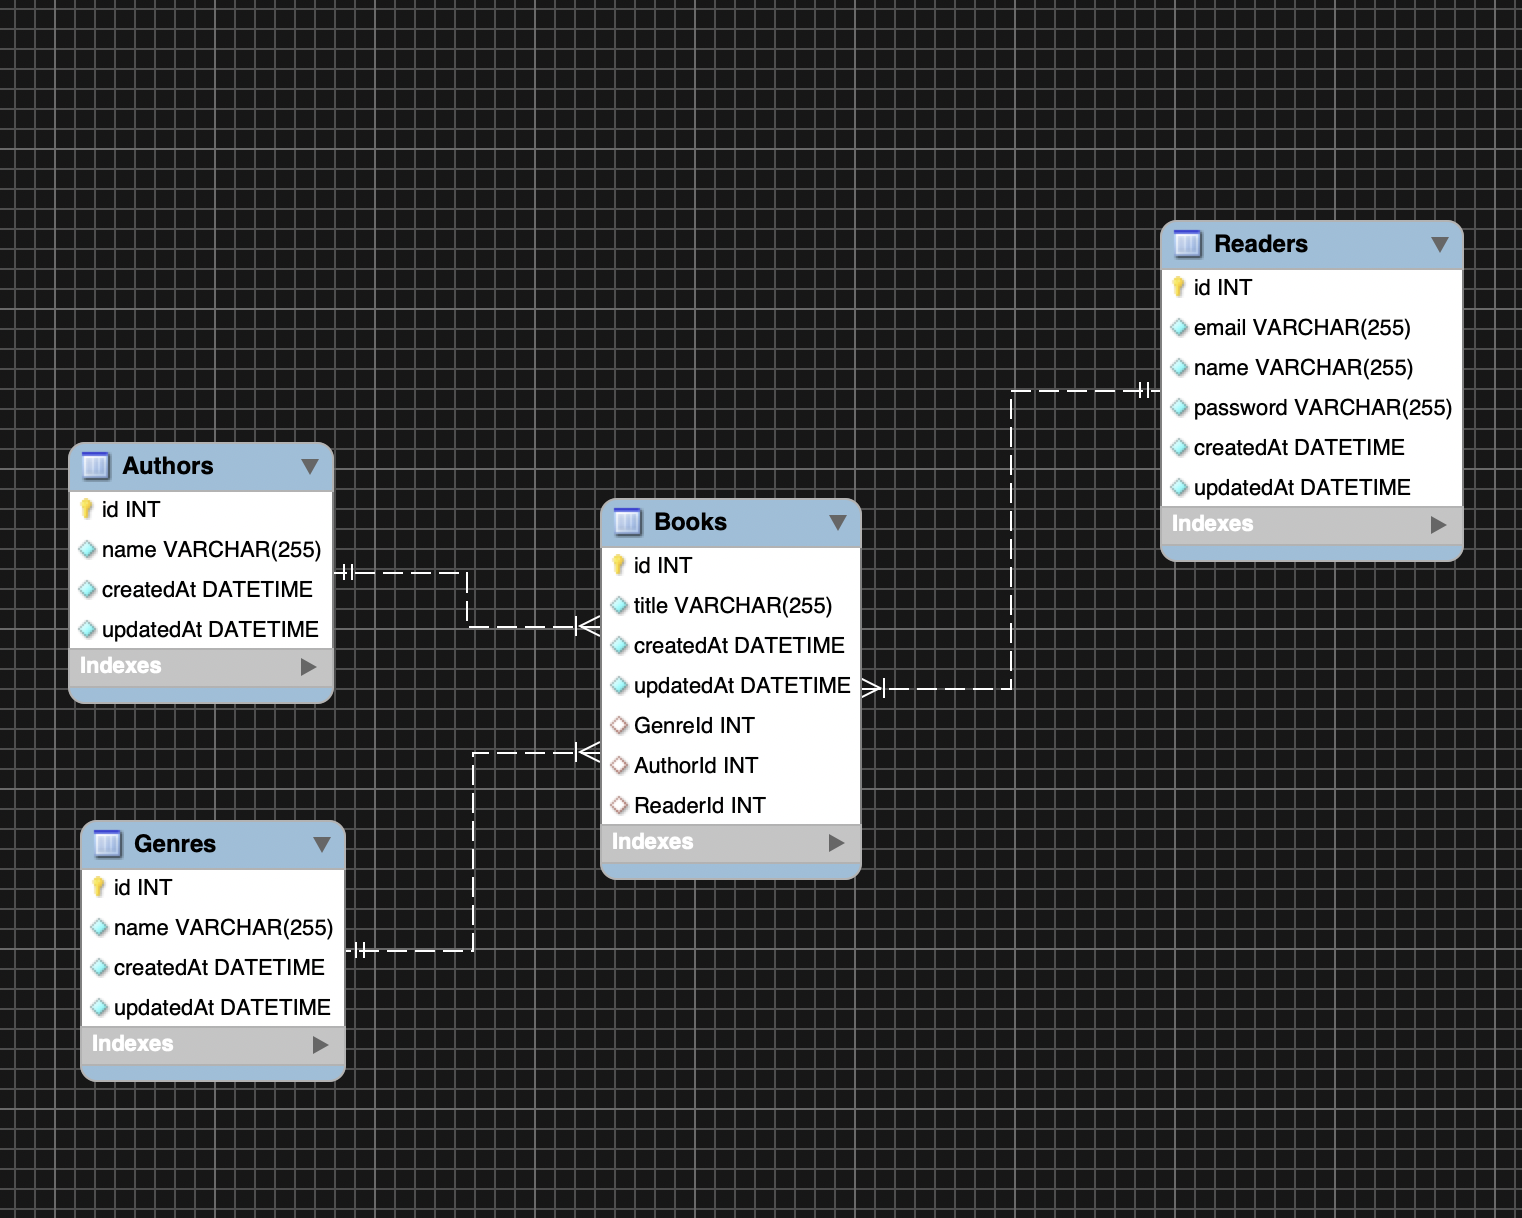 Authors
id INT
name VARCHAR(255)
createdAt DATETIME
updatedAt DATETIME
Indexes
Genres
id INT
name VARCHAR(255)
createdAt DATETIME
updatedAt DATETIME
Indexes
Books
id INT
title VARCHAR(255)
createdAt DATETIME
updatedAt DATETIME
GenreId INT
AuthorId INT
ReaderId INT
Indexes
Readers
id INT
email VARCHAR(255)
name VARCHAR(255)
password VARCHAR(255)
createdAt DATETIME
updatedAt DATETIME
Indexes